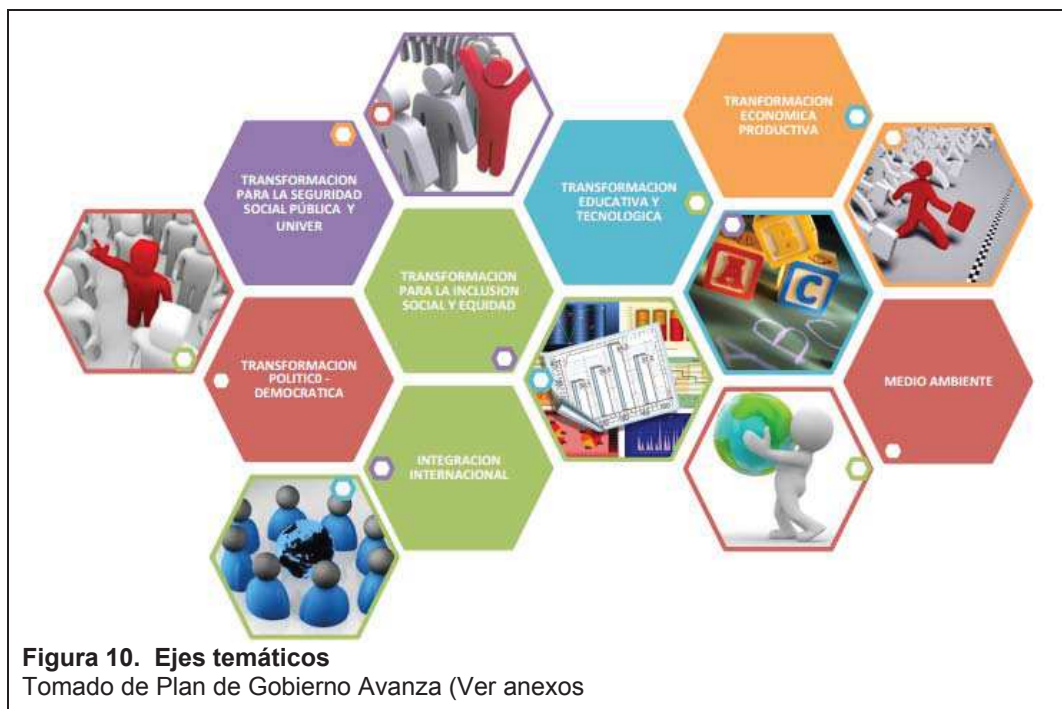 TRANFORMACION
ECONOMICA
PRODUCTIVA
TRANSFORMACION
PARA LA SEGURIDAD
SOCIAL PÚBLICA Y
UNIVER
TRANSFORMACION
EDUCATIVA Y
TECNOLOGICA
TRANSFORMACION
PARA LA INCLUSION
SOCIAL Y EQUIDAD
A
C
A B C
TRANSFORMACION
POLITIC0 -
DEMOCRATICA
MEDIO AMBIENTE
INTEGRACION
INTERNACIONAL
Figura 10. Ejes temáticos
Tomado de Plan de Gobierno Avanza (Ver anexos